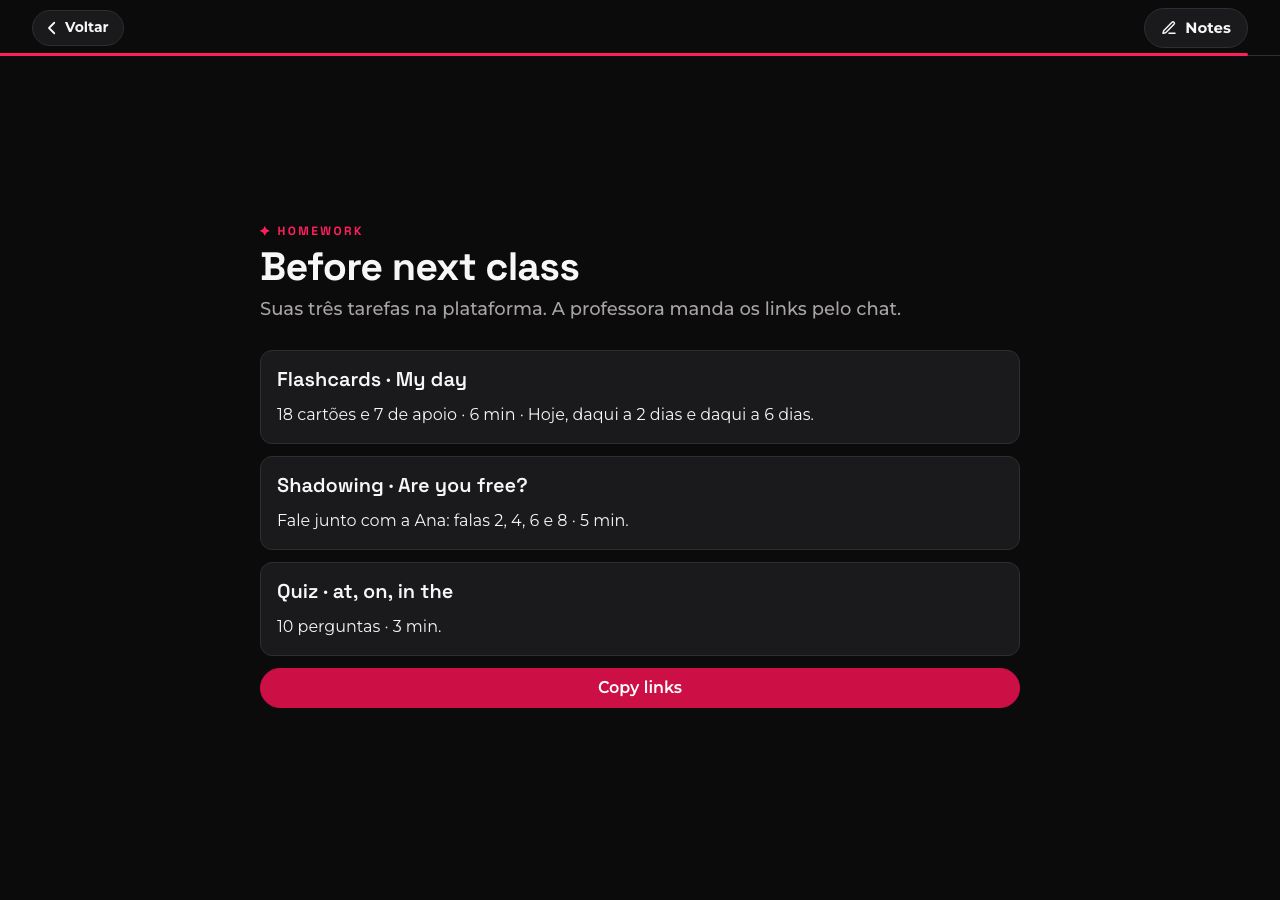 Voltar
Notes
HOMEWORK
Before next class
Suas três tarefas na plataforma. A professora manda os links pelo chat.
Flashcards · My day
18 cartões e 7 de apoio · 6 min · Hoje, daqui a 2 dias e daqui a 6 dias.
Shadowing · Are you free?
Fale junto com a Ana: falas 2, 4, 6 e 8 · 5 min.
Quiz · at, on, in the
10 perguntas · 3 min.
Copy links